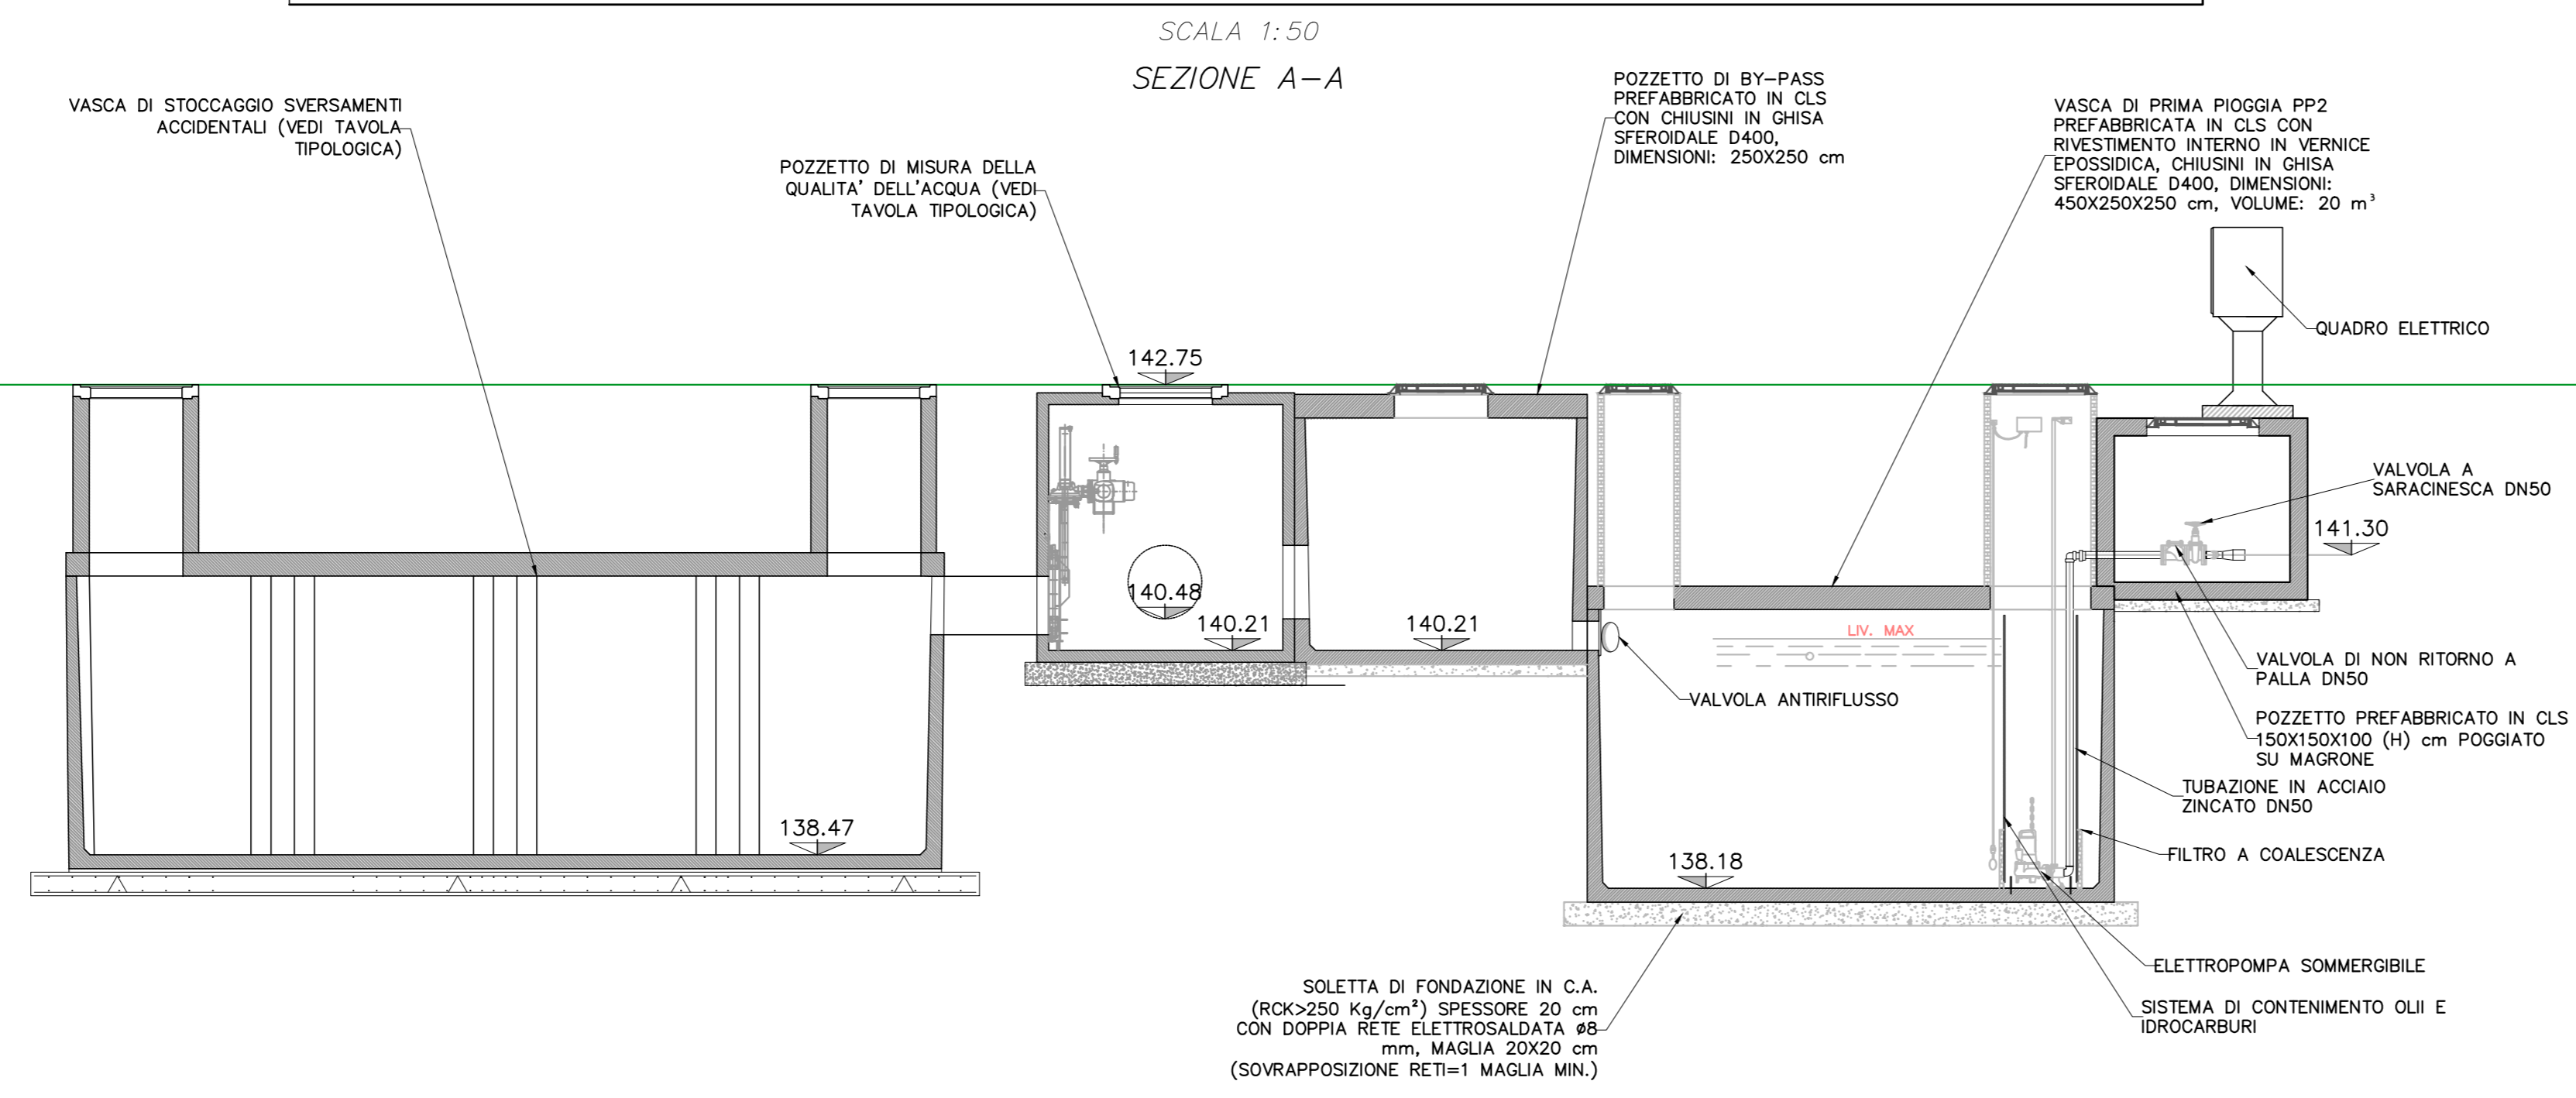 SCALA 1:50
SEZIONE A-A
VASCA DI STOCCAGGIO SVERSAMENTI
ACCIDENTALI (VEDI TAVOLA
TIPOLOGICA)
POZZETTO DI MISURA DELLA
QUALITA' DELL'ACQUA (VEDI
TAVOLA TIPOLOGICA)
POZZETTO DI BY-PASS
PREFABBRICATO IN CLS
CON CHIUSINI IN GHISA
SFEROIDALE D400,
DIMENSIONI: 250X250 cm
VASCA DI PRIMA PIOGGIA PP2
PREFABBRICATA IN CLS CON
RIVESTIMENTO INTERNO IN VERNICE
EPOSSIDICA, CHIUSINI IN GHISA
SFEROIDALE D400, DIMENSIONI:
450X250X250 cm, VOLUME: 20 m³
QUADRO ELETTRICO
142.75
VALVOLA A
SARACINESCA DN50
141.30
140.48
140.21
140.21
LIV. MAX
VALVOLA ANTIRIFLUSSO
VALVOLA DI NON RITORNO A
PALLA DN50
POZZETTO PREFABBRICATO IN CLS
150X150X100 (H) cm POGGIATO
SU MAGRONE
TUBAZIONE IN ACCIAIO
ZINCATO DN50
138.47
138.18
FILTRO A COALESCENZA
ELETTROPOMPA SOMMERGIBILE
SISTEMA DI CONTENIMENTO OLII E
IDROCARBURI
SOLETTA DI FONDAZIONE IN C.A.
(RCK>250 Kg/cm²) SPESSORE 20 cm
CON DOPPIA RETE ELETTROSALDATA ø8
mm, MAGLIA 20X20 cm
(SOVRAPPOSIZIONE RETI=1 MAGLIA MIN.)